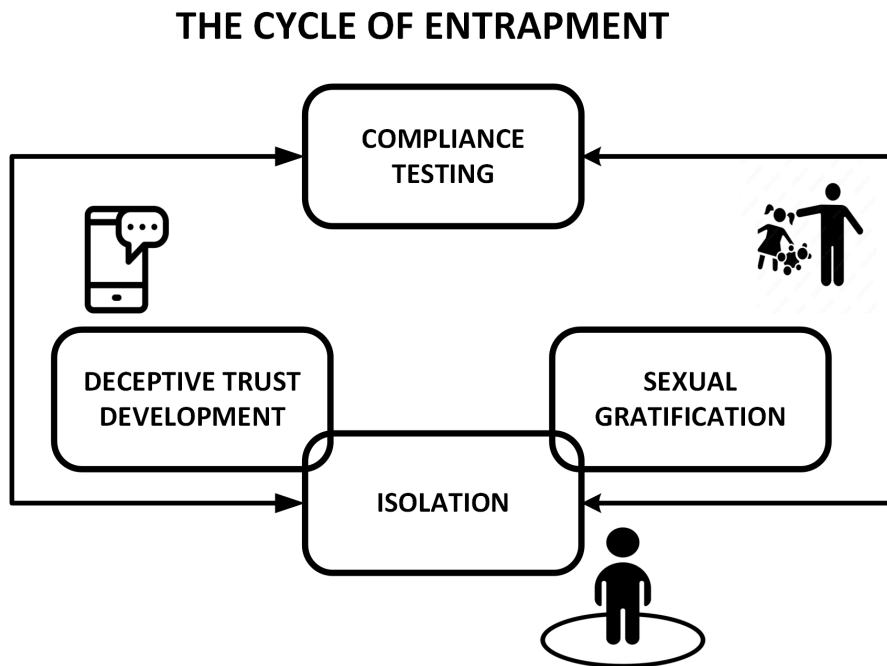 THE CYCLE OF ENTRAPMENT
COMPLIANCE
TESTING
DECEPTIVE TRUST
DEVELOPMENT
SEXUAL
GRATIFICATION
ISOLATION